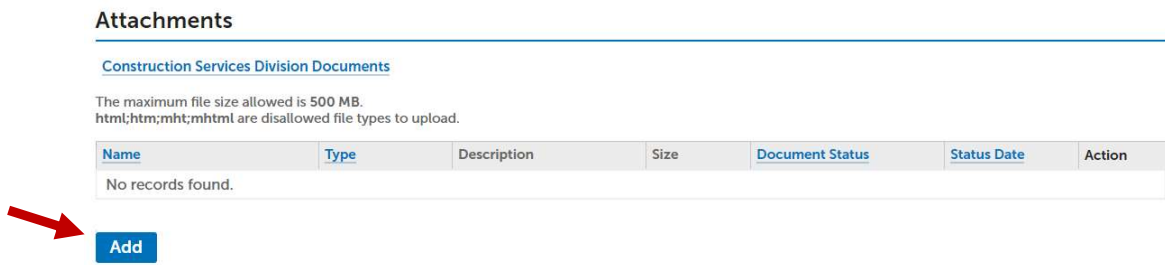 Attachments
Construction Services Division Documents
The maximum file size allowed is 500 MB.
html;htm;mht;mhtml are disallowed file types to upload.
Name Type Description Size Document Status Status Date Action
No records found.
Add